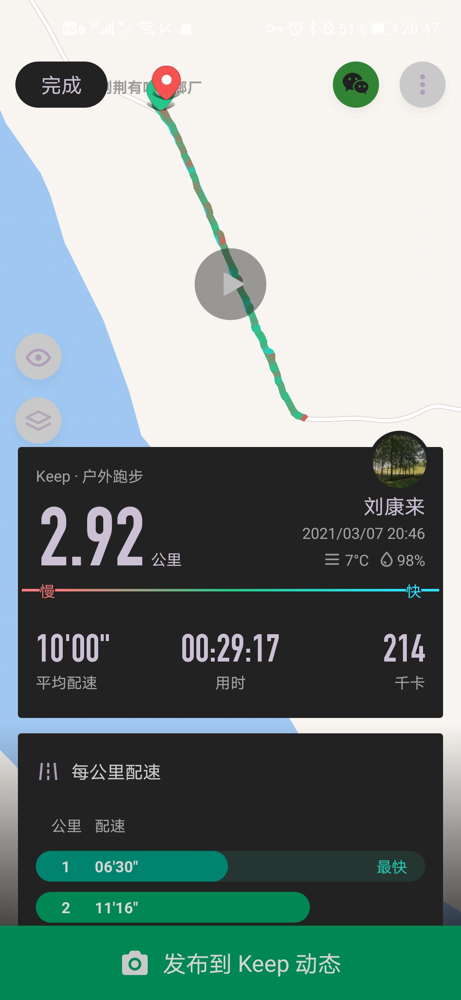 HD 1 4G 51% 20:47
完成
荆有
厂
Keep · 户外跑步
2.92 公里
刘康来
2021/03/07 20:46
7°C 98%
慢 快
10'00" 00:29:17 214
平均配速 用时 千卡
每公里配速
公里 配速
1 06'30" 最快
2 11'16"
发布到 Keep 动态